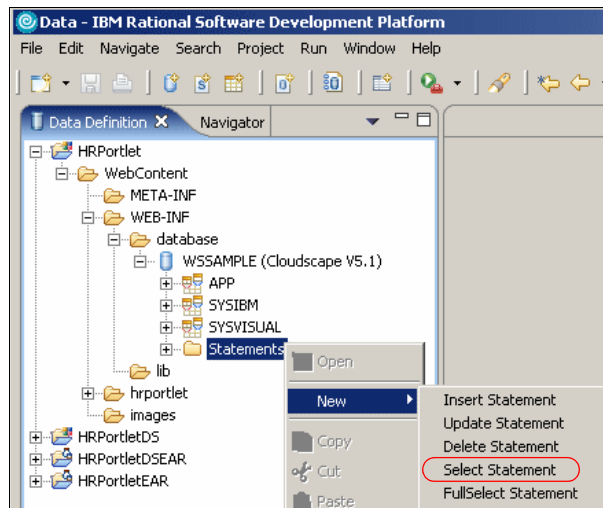 Data - IBM Rational Software Development Platform
File Edit Navigate Search Project Run Window Help
Data Definition Navigator
HRPortlet
WebContent
META-INF
WEB-INF
database
WSSAMPLE (Cloudscape V5.1)
APP
SYSIBM
SYSVISUAL
Statements
lib
hrportlet
images
HRPortletDS
HRPortletDSEAR
HRPortletEAR
Open
New
Copy
Cut
Paste
Insert Statement
Update Statement
Delete Statement
Select Statement
FullSelect Statement